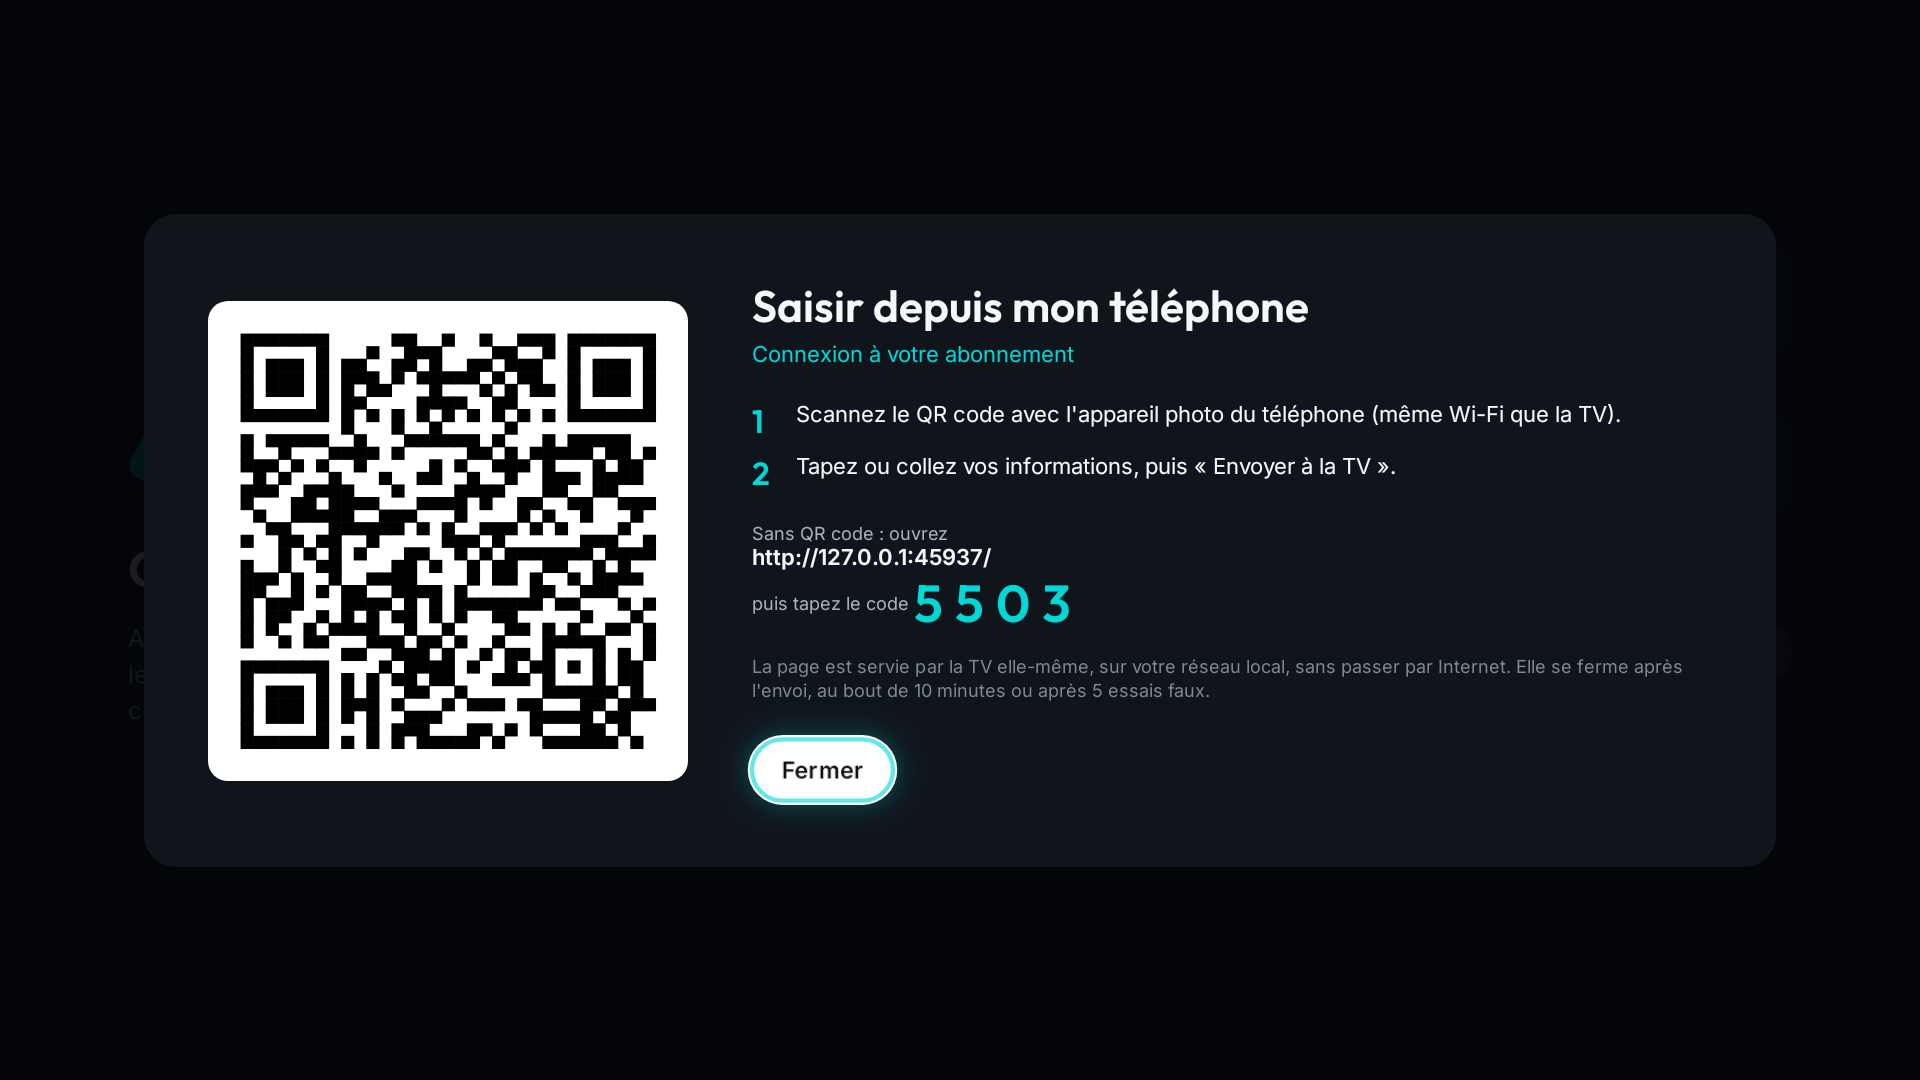 Saisir depuis mon téléphone
Connexion à votre abonnement
1 Scannez le QR code avec l'appareil photo du téléphone (même Wi-Fi que la TV).
2 Tapez ou collez vos informations, puis « Envoyer à la TV ».
Sans QR code : ouvrez
http://127.0.0.1:45937/
puis tapez le code 5 5 0 3
La page est servie par la TV elle-même, sur votre réseau local, sans passer par Internet. Elle se ferme après
l'envoi, au bout de 10 minutes ou après 5 essais faux.
Fermer